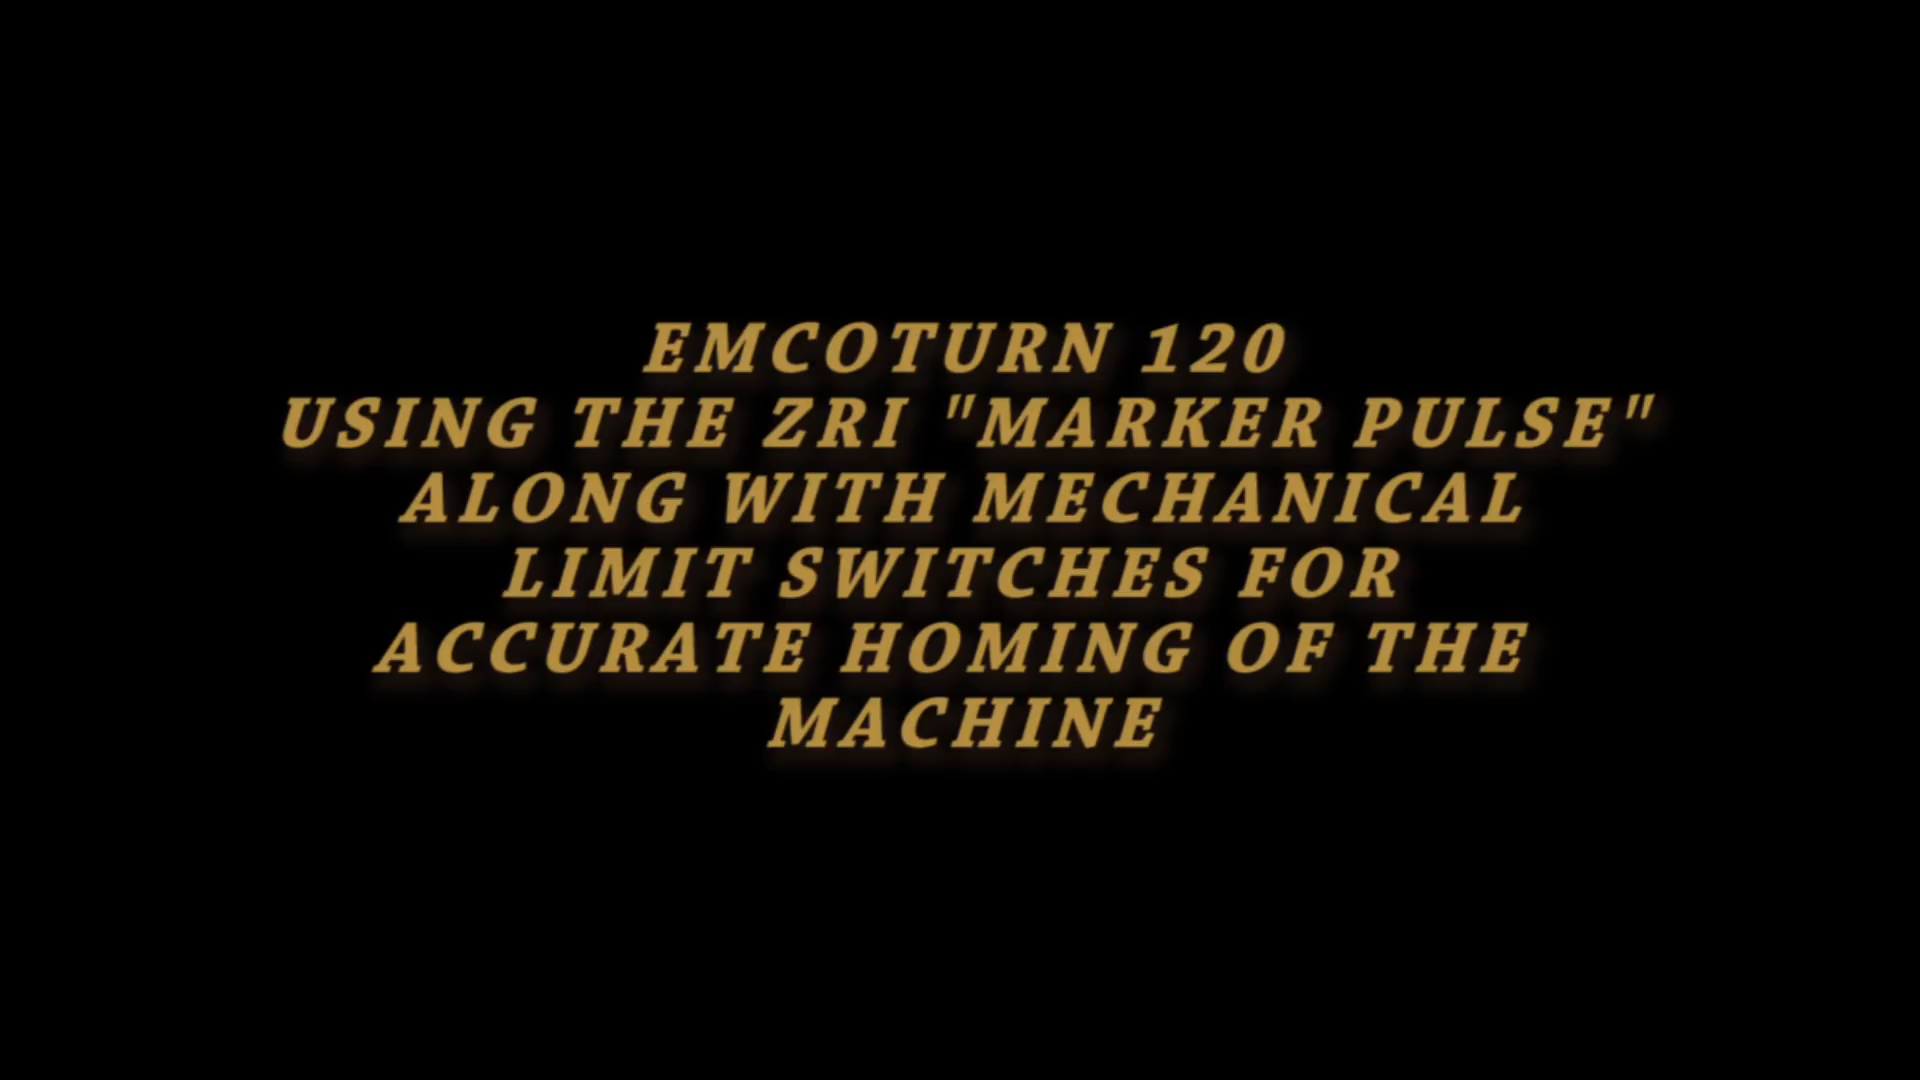 EMCOTURN 120
USING THE ZRI "MARKER PULSE"
ALONG WITH MECHANICAL
LIMIT SWITCHES FOR
ACCURATE HOMING OF THE
MACHINE